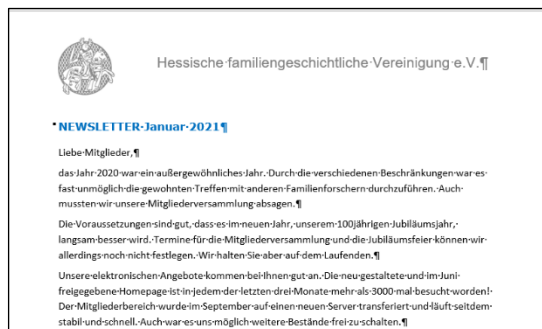 Hessische·familiengeschichtliche·Vereinigung·e.V.¶
NEWSLETTER·Januar·2021¶
Liebe·Mitglieder,¶
das·Jahr·2020·war·ein·außergewöhnliches·Jahr.·Durch·die·verschiedenen·Beschränkungen·war·es·
fast·unmöglich·die·gewohnten·Treffen·mit·anderen·Familienforschern·durchzuführen.·Auch·
mussten·wir·unsere·Mitgliederversammlung·absagen.¶
Die·Voraussetzungen·sind·gut,·dass·es·im·neuen·Jahr,·unserem·100jährigen·Jubiläumsjahr,·
langsam·besser·wird.·Termine·für·die·Mitgliederversammlung·und·die·Jubiläumsfeier·können·wir·
allerdings·noch·nicht·festlegen.·Wir·halten·Sie·aber·auf·dem·Laufenden.¶
Unsere·elektronischen·Angebote·kommen·bei·Ihnen·gut·an.·Die·neu·gestaltete·und·im·Juni·
freigegebene·Homepage·ist·in·jedem·der·letzten·drei·Monate·mehr·als·3000·mal·besucht·worden!·
Der·Mitgliederbereich·wurde·im·September·auf·einen·neuen·Server·transferiert·und·läuft·seitdem·
stabil·und·schnell.·Auch·war·es·uns·möglich·weitere·Bestände·frei·zu·schalten.¶